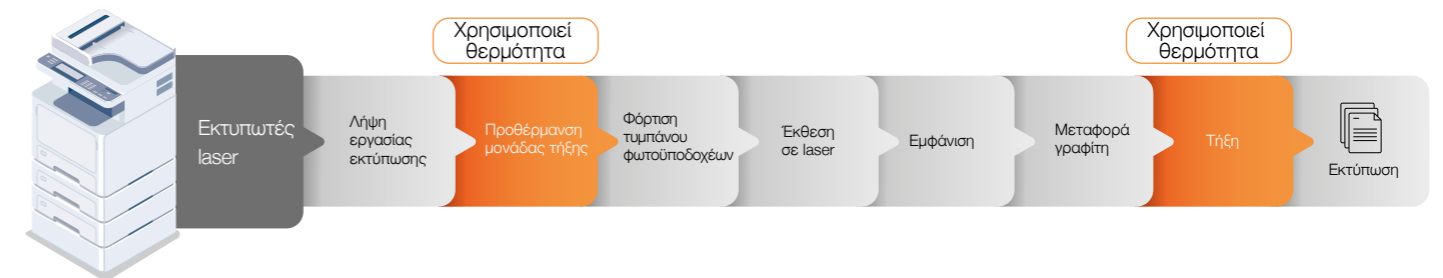 Χρησιμοποιεί
θερμότητα
Χρησιμοποιεί
θερμότητα
Εκτυπωτές
laser
Λήψη
εργασίας
εκτύπωσης
Προθέρμανση
μονάδας τήξης
Φόρτιση
τυμπάνου
φωτοϋποδοχέων
Έκθεση
σε laser
Εμφάνιση
Μεταφορά
γραφίτη
Τήξη
Εκτύπωση